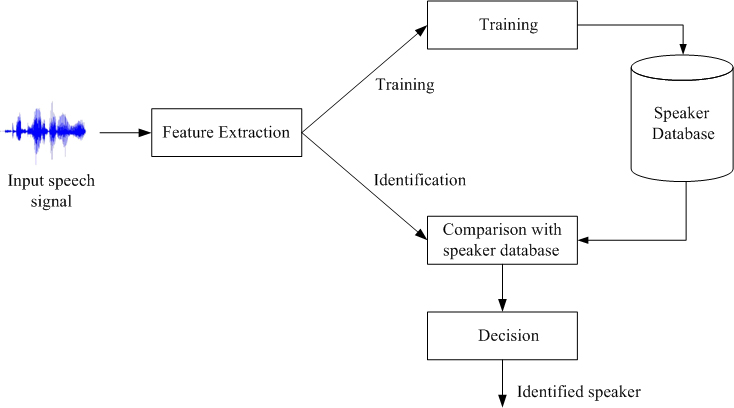 Training
Training
Speaker
Database
Feature Extraction
Input speech
signal
Identification
Comparison with
speaker database
Decision
Identified speaker